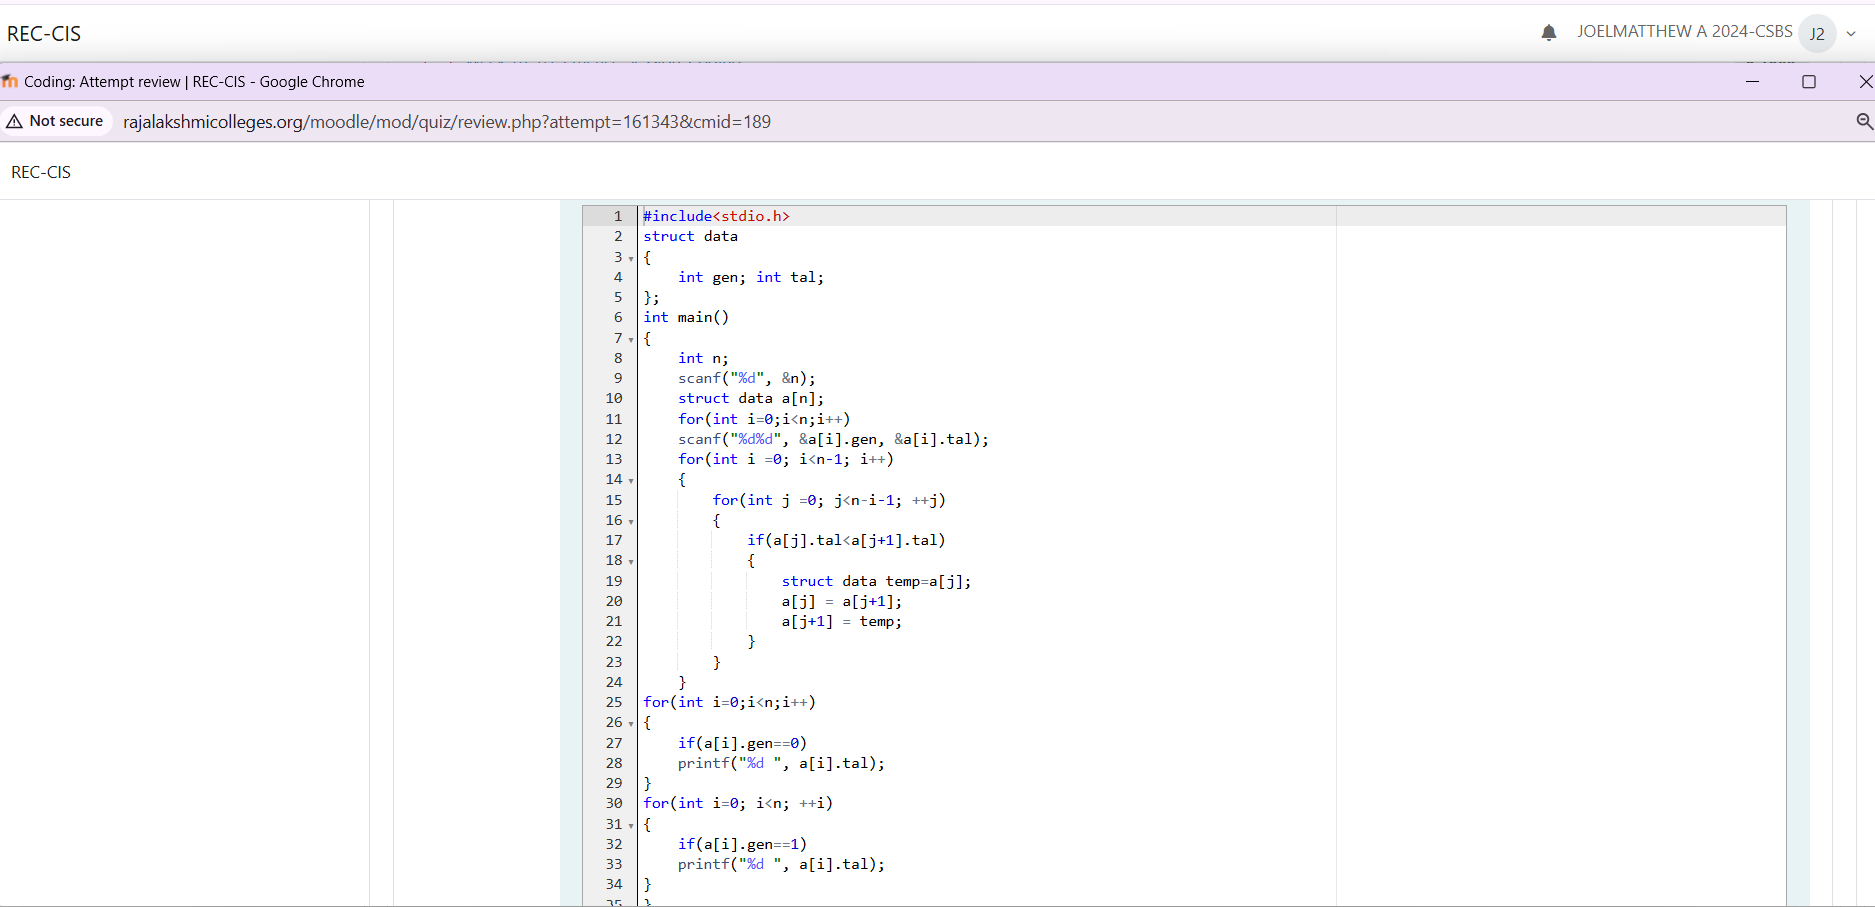 REC-CIS
JOELMATTHEW A 2024-CSBS
J2
Coding: Attempt review | REC-CIS - Google Chrome
Not secure
rajalakshmicolleges.org/moodle/mod/quiz/review.php?attempt=161343&cmid=189
REC-CIS
1 #include<stdio.h>
2 struct data
3 {
4     int gen; int tal;
5 };
6 int main()
7 {
8     int n;
9     scanf("%d", &n);
10     struct data a[n];
11     for(int i=0;i<n;i++)
12     scanf("%d%d", &a[i].gen, &a[i].tal);
13     for(int i =0; i<n-1; i++)
14     {
15         for(int j =0; j<n-i-1; ++j)
16         {
17             if(a[j].tal<a[j+1].tal)
18             {
19                 struct data temp=a[j];
20                 a[j] = a[j+1];
21                 a[j+1] = temp;
22             }
23         }
24     }
25 for(int i=0;i<n;i++)
26 {
27     if(a[i].gen==0)
28     printf("%d ", a[i].tal);
29 }
30 for(int i=0; i<n; ++i)
31 {
32     if(a[i].gen==1)
33     printf("%d ", a[i].tal);
34 }
35 }